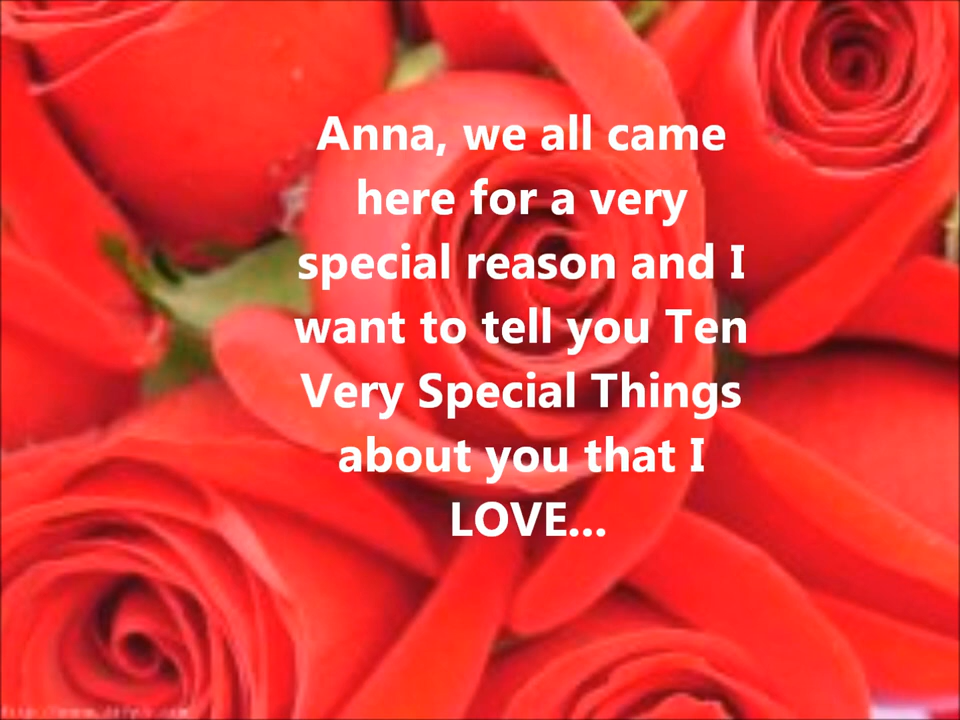 Anna, we all came
here for a very
special reason and I
want to tell you Ten
Very Special Things
about you that I
LOVE...